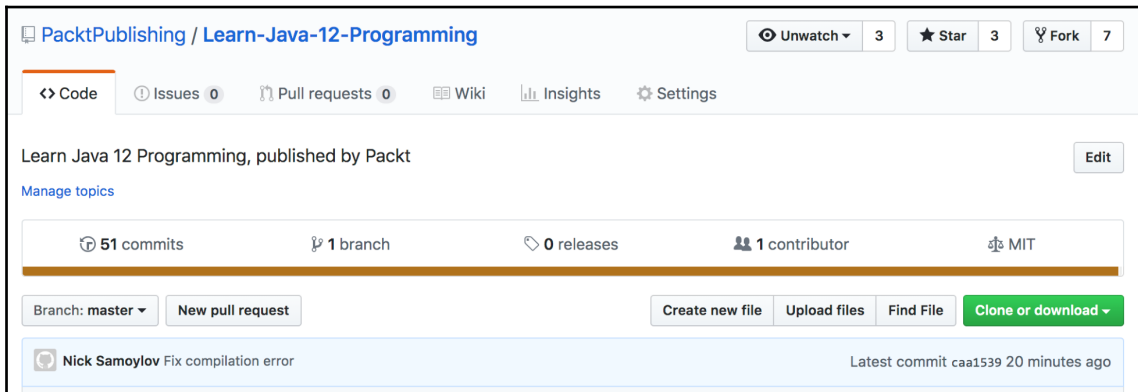 PacktPublishing / Learn-Java-12-Programming Unwatch 3 Star 3 Fork 7
Code Issues 0 Pull requests 0 Wiki Insights Settings
Learn Java 12 Programming, published by Packt Edit
Manage topics
51 commits 1 branch 0 releases 1 contributor MIT
Branch: master New pull request Create new file Upload files Find File Clone or download
Nick Samoylov Fix compilation error Latest commit caa1539 20 minutes ago